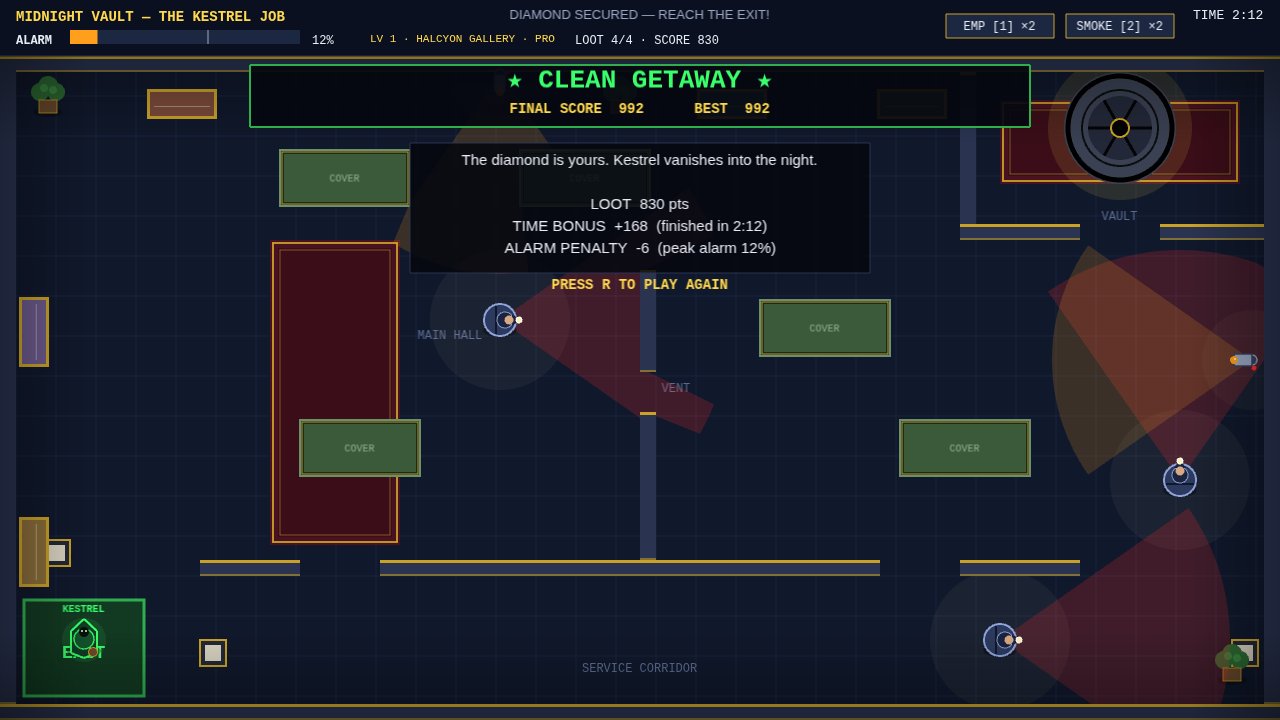 MIDNIGHT VAULT — THE KESTREL JOB
DIAMOND SECURED — REACH THE EXIT!
EMP [1] ×2
SMOKE [2] ×2
TIME 2:12
ALARM
12%
LV 1 · HALCYON GALLERY · PRO
LOOT 4/4 · SCORE 830
★ CLEAN GETAWAY ★
FINAL SCORE 992
BEST 992
The diamond is yours. Kestrel vanishes into the night.
LOOT 830 pts
TIME BONUS +168 (finished in 2:12)
ALARM PENALTY -6 (peak alarm 12%)
PRESS R TO PLAY AGAIN
COVER
COVER
VAULT
MAIN HALL
COVER
VENT
COVER
COVER
KESTREL
EXIT
SERVICE CORRIDOR